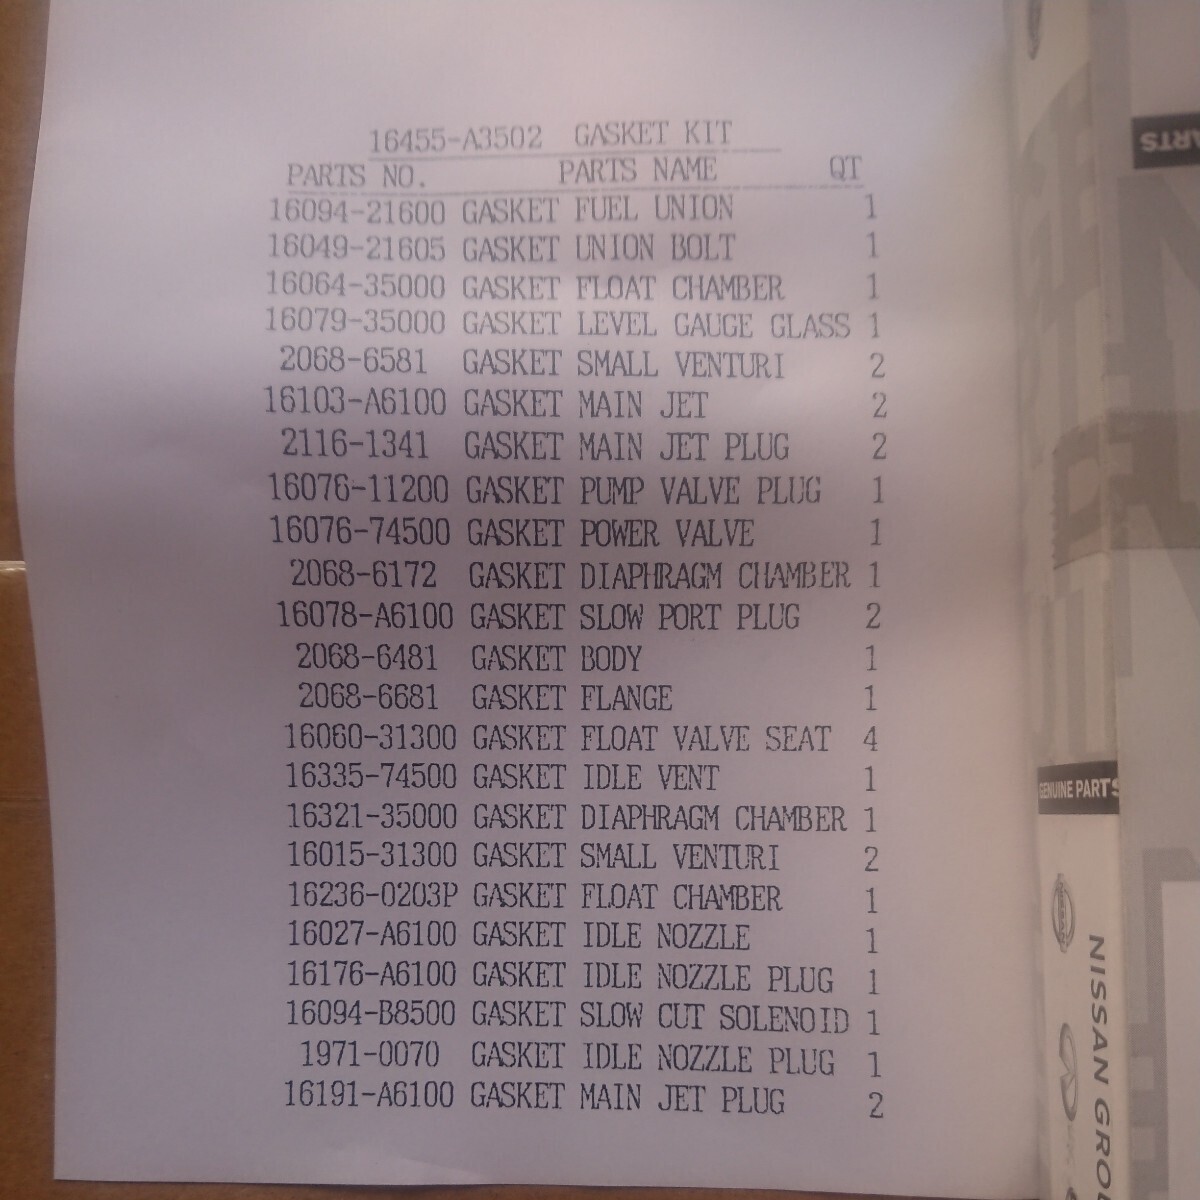 16455-A3502 GASKET KIT
PARTS NO. PARTS NAME QT
16094-21600 GASKET FUEL UNION 1
16049-21605 GASKET UNION BOLT 1
16064-35000 GASKET FLOAT CHAMBER 1
16079-35000 GASKET LEVEL GAUGE GLASS 1
2068-6581 GASKET SMALL VENTURI 2
16103-A6100 GASKET MAIN JET 2
2116-1341 GASKET MAIN JET PLUG 2
16076-11200 GASKET PUMP VALVE PLUG 1
16076-74500 GASKET POWER VALVE 1
2068-6172 GASKET DIAPHRAGM CHAMBER 1
16078-A6100 GASKET SLOW PORT PLUG 2
2068-6481 GASKET BODY 1
2068-6681 GASKET FLANGE 1
16060-31300 GASKET FLOAT VALVE SEAT 4
16335-74500 GASKET IDLE VENT 1
16321-35000 GASKET DIAPHRAGM CHAMBER 1
16015-31300 GASKET SMALL VENTURI 2
16236-0203P GASKET FLOAT CHAMBER 1
16027-A6100 GASKET IDLE NOZZLE 1
16176-A6100 GASKET IDLE NOZZLE PLUG 1
16094-B8500 GASKET SLOW CUT SOLENOID 1
1971-0070 GASKET IDLE NOZZLE PLUG 1
16191-A6100 GASKET MAIN JET PLUG 2
GENUINE PARTS
NISSAN GRO
ARTS